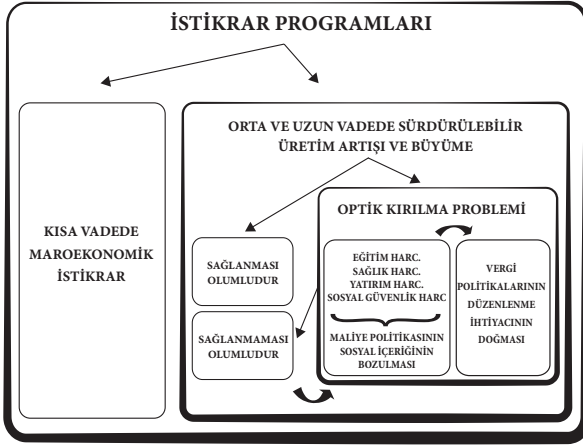 İSTİKRAR PROGRAMLARI
KISA VADEDE
MAROEKONOMİK
İSTİKRAR
ORTA VE UZUN VADEDE SÜRDÜRÜLEBİLİR
ÜRETİM ARTIŞI VE BÜYÜME
SAĞLANMASI
OLUMLUDUR
SAĞLANMAMASI
OLUMLUDUR
OPTİK KIRILMA PROBLEMİ
EĞİTİM HARC.
SAĞLIK HARC.
YATIRIM HARC.
SOSYAL GÜVENLİK HARC
MALİYE POLİTİKASININ
SOSYAL İÇERİĞİNİN
BOZULMASI
VERGİ
POLİTİKALARININ
DÜZENLENME
İHTİYACININ
DOĞMASI